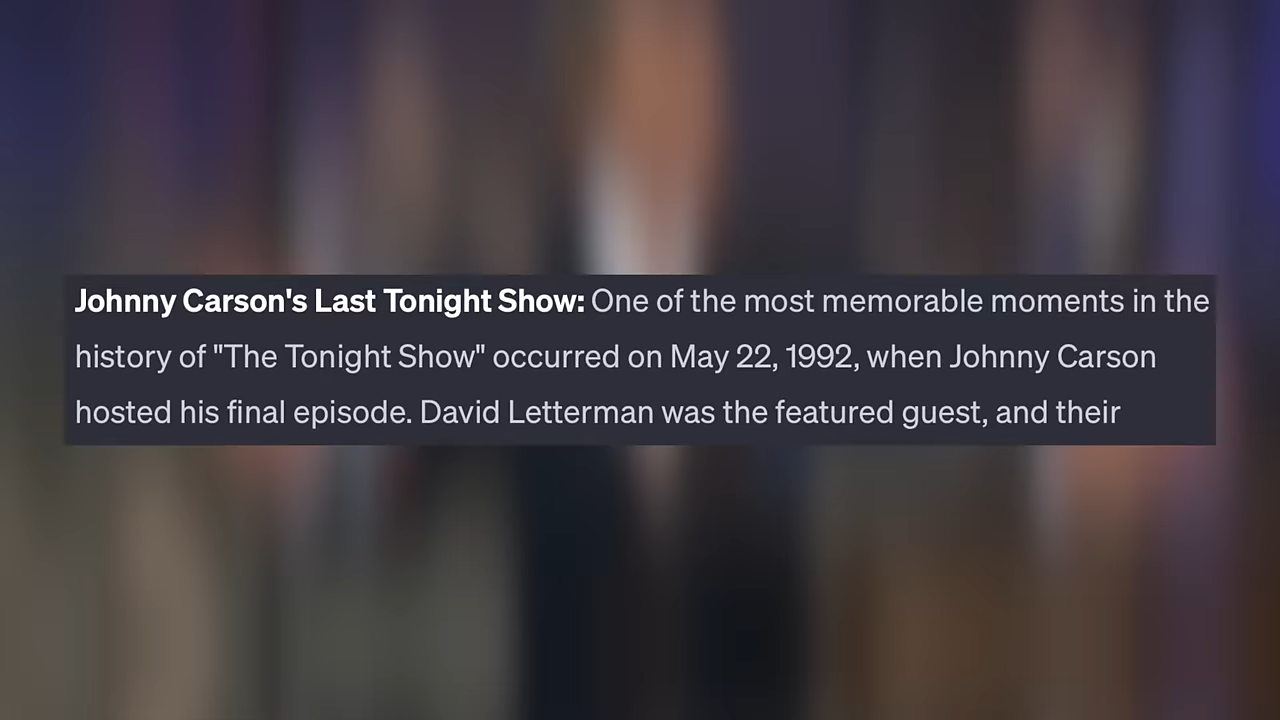 Johnny Carson's Last Tonight Show: One of the most memorable moments in the
history of "The Tonight Show" occurred on May 22, 1992, when Johnny Carson
hosted his final episode. David Letterman was the featured guest, and their